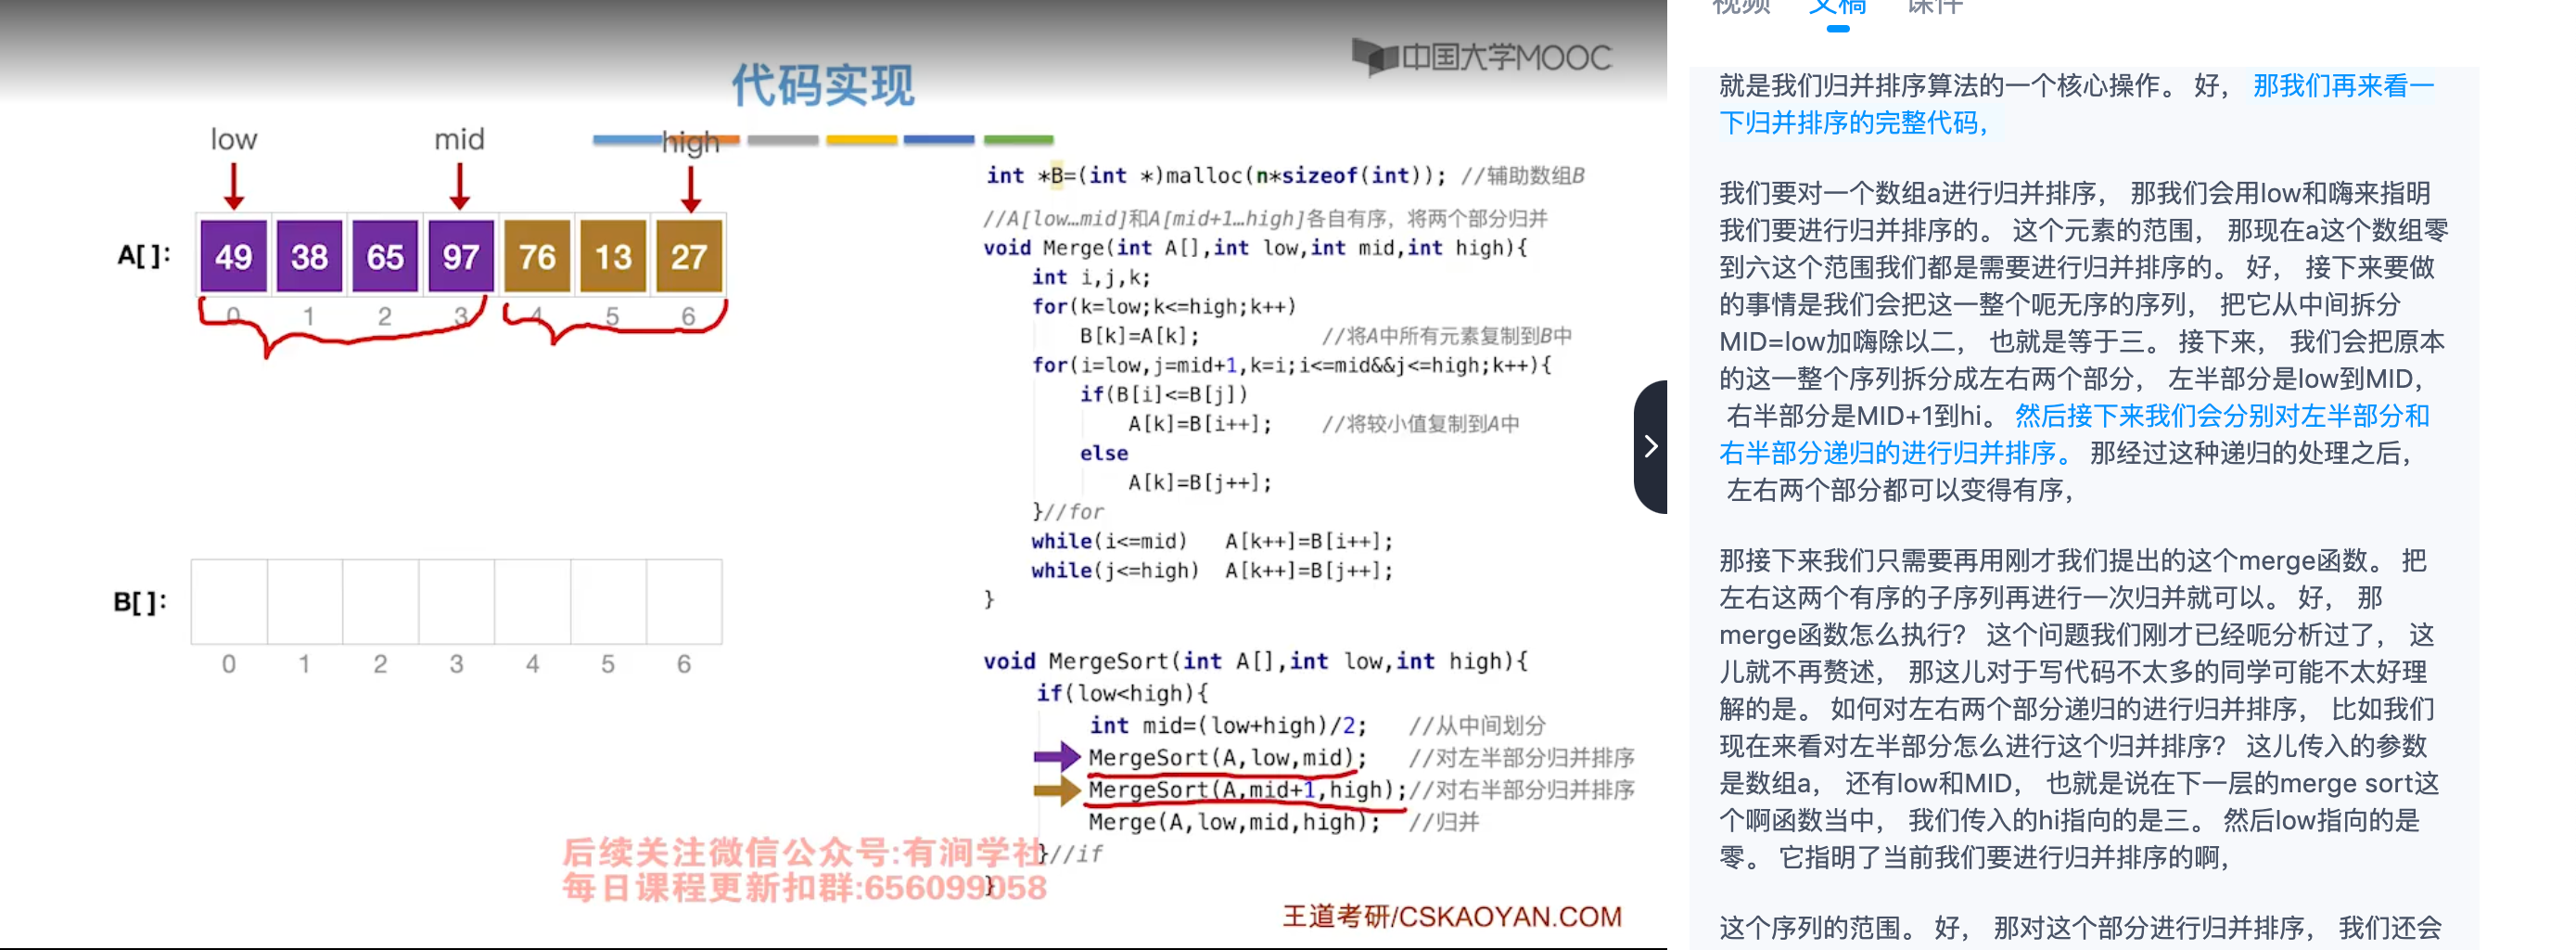 中国大学MOOC
代码实现
low mid high
A[]: 49 38 65 97 76 13 27
0 1 2 3 4 5 6
B[]:
0 1 2 3 4 5 6
int *B=(int *)malloc(n*sizeof(int)); //辅助数组B
//A[low…mid]和A[mid+1…high]各自有序，将两个部分归并
void Merge(int A[],int low,int mid,int high){
int i,j,k;
for(k=low;k<=high;k++)
B[k]=A[k]; //将A中所有元素复制到B中
for(i=low,j=mid+1,k=i;i<=mid&&j<=high;k++){
if(B[i]<=B[j])
A[k]=B[i++]; //将较小值复制到A中
else
A[k]=B[j++];
}//for
while(i<=mid) A[k++]=B[i++];
while(j<=high) A[k++]=B[j++];
}
void MergeSort(int A[],int low,int high){
if(low<high){
int mid=(low+high)/2; //从中间划分
MergeSort(A,low,mid); //对左半部分归并排序
MergeSort(A,mid+1,high);//对右半部分归并排序
Merge(A,low,mid,high); //归并
}//if
}
后续关注微信公众号:有涧学社
每日课程更新扣群:656099058
王道考研/CSKAOYAN.COM
视频 文稿 课件
就是我们归并排序算法的一个核心操作。 好， 那我们再来看一
下归并排序的完整代码，
我们要对一个数组a进行归并排序， 那我们会用low和嗨来指明
我们要进行归并排序的。 这个元素的范围， 那现在a这个数组零
到六这个范围我们都是需要进行归并排序的。 好， 接下来要做
的事情是我们会把这一整个呃无序的序列， 把它从中间拆分
MID=low加嗨除以二， 也就是等于三。 接下来， 我们会把原本
的这一整个序列拆分成左右两个部分， 左半部分是low到MID，
右半部分是MID+1到hi。 然后接下来我们会分别对左半部分和
右半部分递归的进行归并排序。 那经过这种递归的处理之后，
左右两个部分都可以变得有序，
那接下来我们只需要再用刚才我们提出的这个merge函数。 把
左右这两个有序的子序列再进行一次归并就可以。 好， 那
merge函数怎么执行？ 这个问题我们刚才已经呃分析过了， 这
儿就不再赘述， 那这儿对于写代码不太多的同学可能不太好理
解的是。 如何对左右两个部分递归的进行归并排序， 比如我们
现在来看对左半部分怎么进行这个归并排序？ 这儿传入的参数
是数组a， 还有low和MID， 也就是说在下一层的merge sort这
个啊函数当中， 我们传入的hi指向的是三。 然后low指向的是
零。 它指明了当前我们要进行归并排序的啊，
这个序列的范围。 好， 那对这个部分进行归并排序， 我们还会